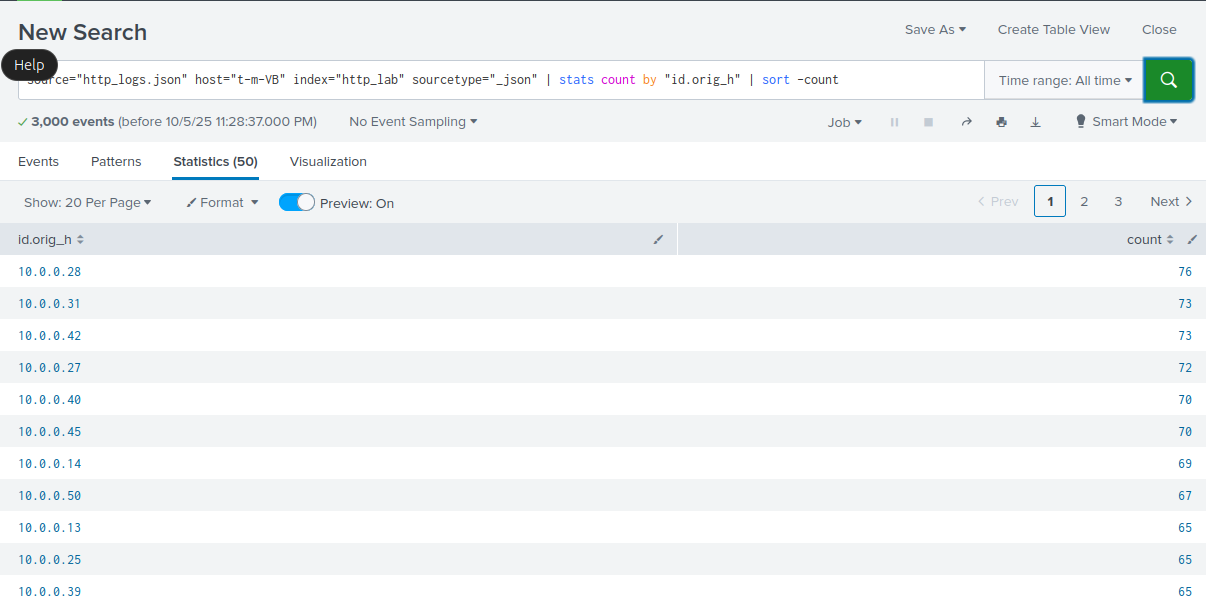 New Search
Save As Create Table View Close
Help
source="http_logs.json" host="t-m-VB" index="http_lab" sourcetype="_json" | stats count by "id.orig_h" | sort -count
Time range: All time
3,000 events (before 10/5/25 11:28:37.000 PM) No Event Sampling Job Smart Mode
Events Patterns Statistics (50) Visualization
Show: 20 Per Page Format Preview: On Prev 1 2 3 Next
id.orig_h count
10.0.0.28 76
10.0.0.31 73
10.0.0.42 73
10.0.0.27 72
10.0.0.40 70
10.0.0.45 70
10.0.0.14 69
10.0.0.50 67
10.0.0.13 65
10.0.0.25 65
10.0.0.39 65